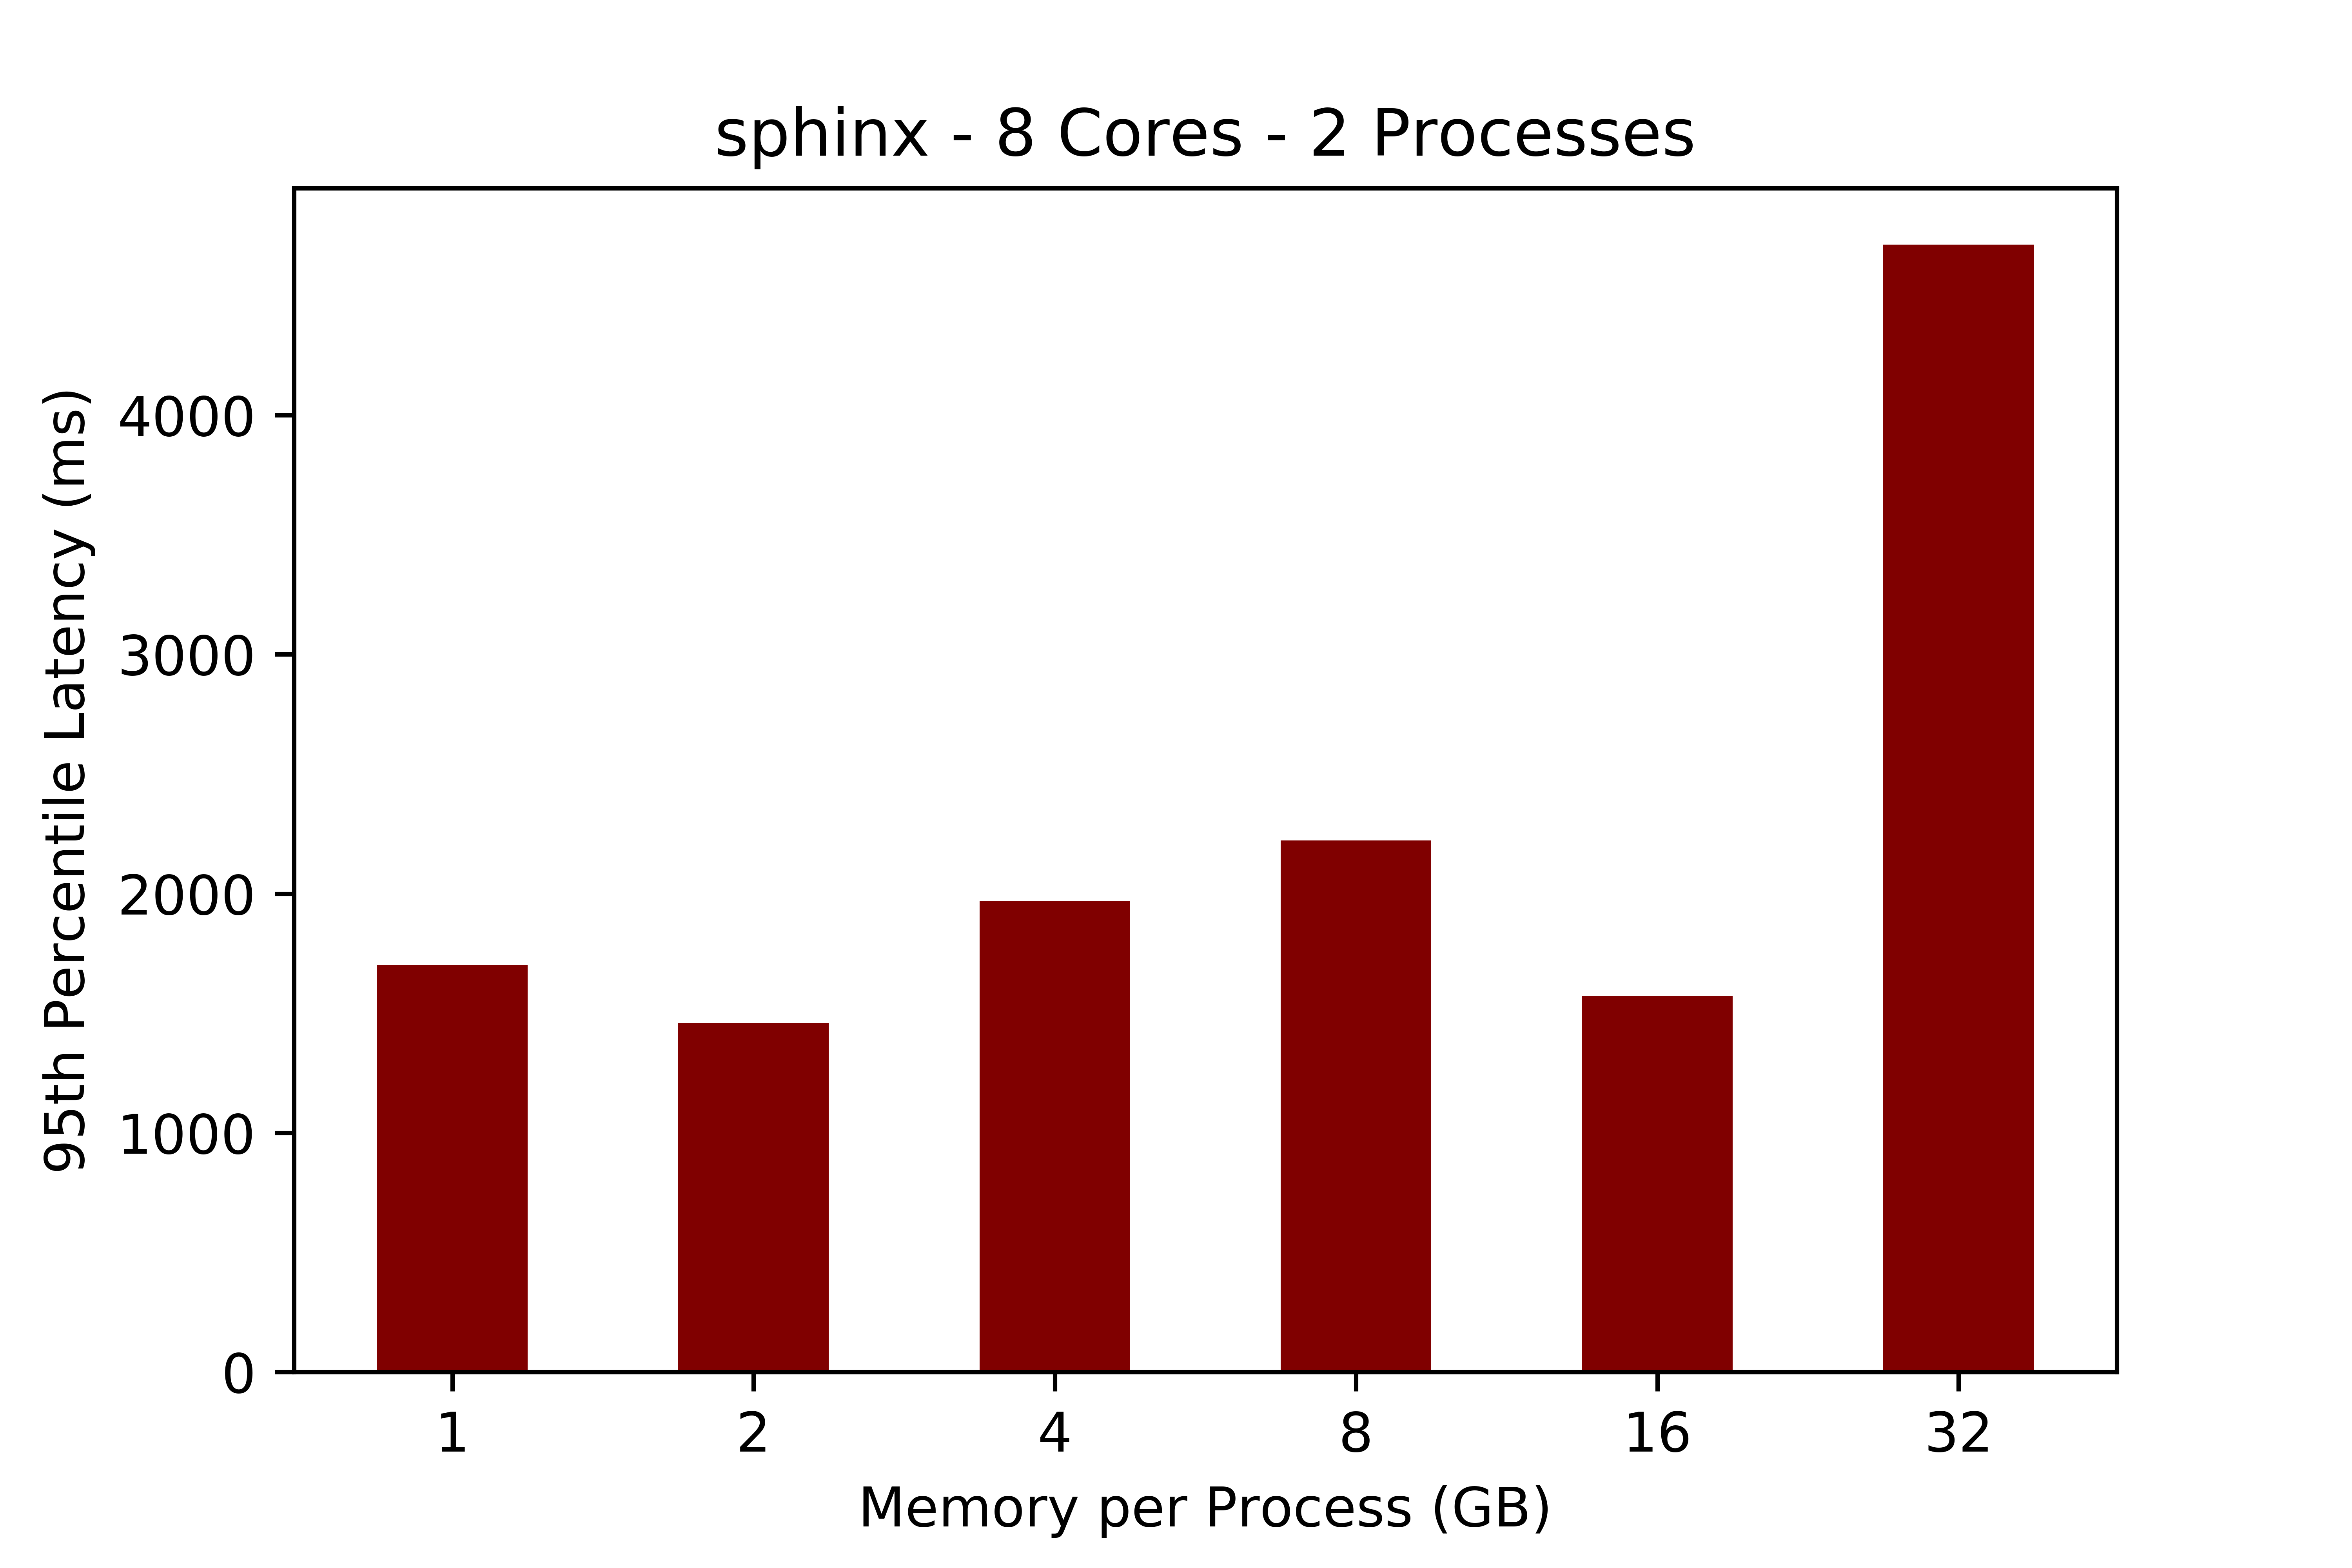 sphinx - 8 Cores - 2 Processes
95th Percentile Latency (ms)
4000
3000
2000
1000
0
1 2 4 8 16 32
Memory per Process (GB)